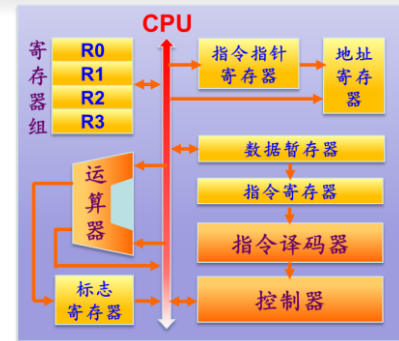 CPU
寄存器组
R0
R1
R2
R3
指令指针
寄存器
地址
寄存
器
数据暂存器
指令寄存器
运算器
指令译码器
标志
寄存器
控制器